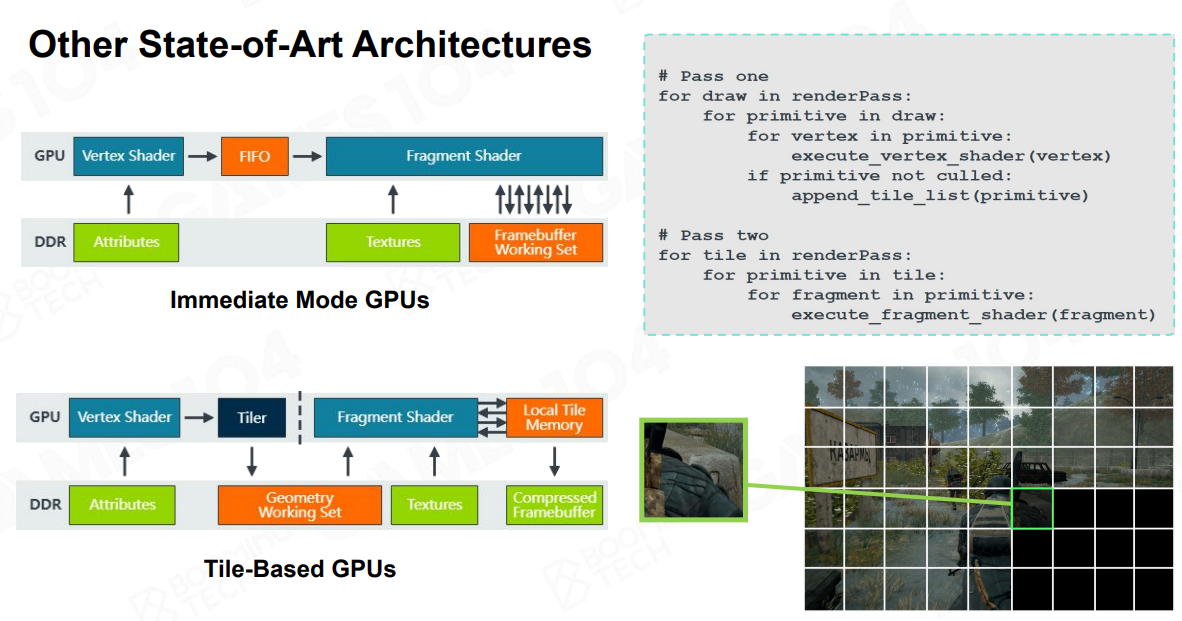 Other State-of-Art Architectures
GPU
Vertex Shader
FIFO
Fragment Shader
DDR
Attributes
Textures
Framebuffer
Working Set
Immediate Mode GPUs
GPU
Vertex Shader
Tiler
Fragment Shader
Local Tile
Memory
DDR
Attributes
Geometry
Working Set
Textures
Compressed
Framebuffer
Tile-Based GPUs
# Pass one
for draw in renderPass:
    for primitive in draw:
        for vertex in primitive:
            execute_vertex_shader(vertex)
        if primitive not culled:
            append_tile_list(primitive)
# Pass two
for tile in renderPass:
    for primitive in tile:
        for fragment in primitive:
            execute_fragment_shader(fragment)
КАЗАРМЫ
GAMES104
BOOMING
TECH